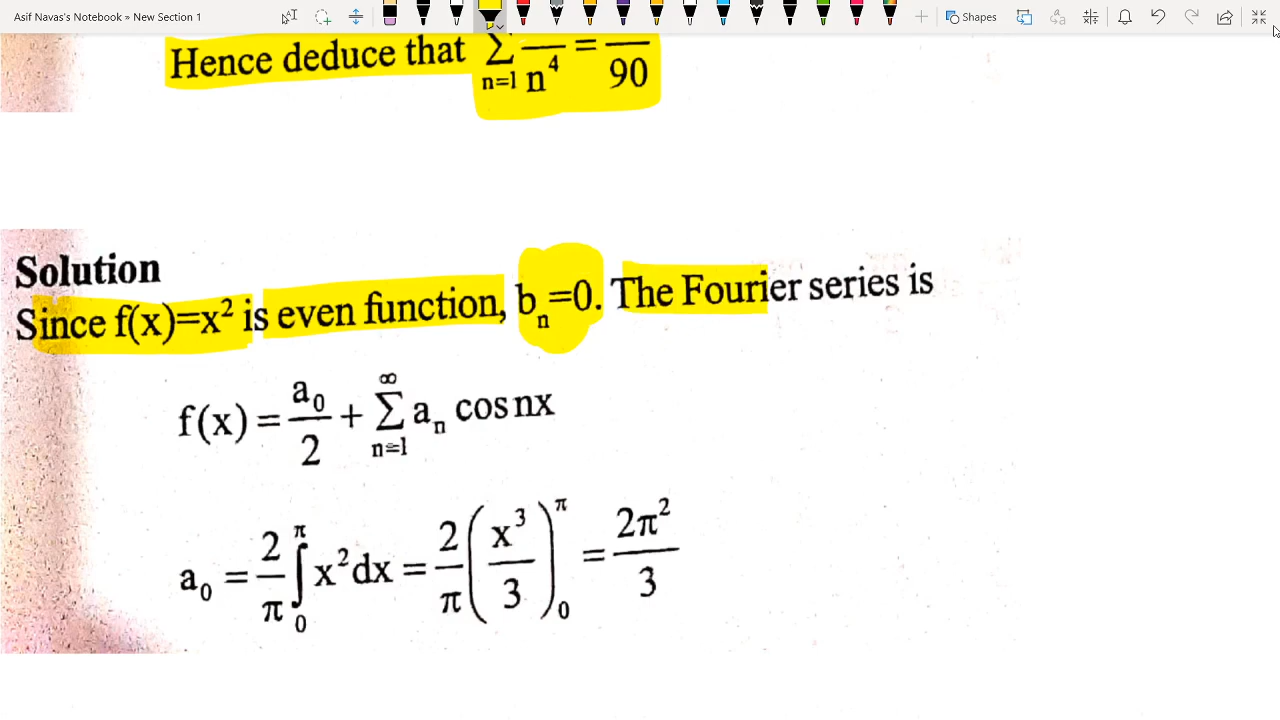 Asif Navas's Notebook » New Section 1
Shapes
Hence deduce that ∑ n=1 — / n⁴ = — / 90
Solution
Since f(x)=x² is even function, bₙ=0. The Fourier series is
f(x) = a₀/2 + ∑ n=1 ∞ aₙ cos nx
a₀ = 2/π ∫₀^π x²dx = 2/π (x³/3)₀^π = 2π²/3